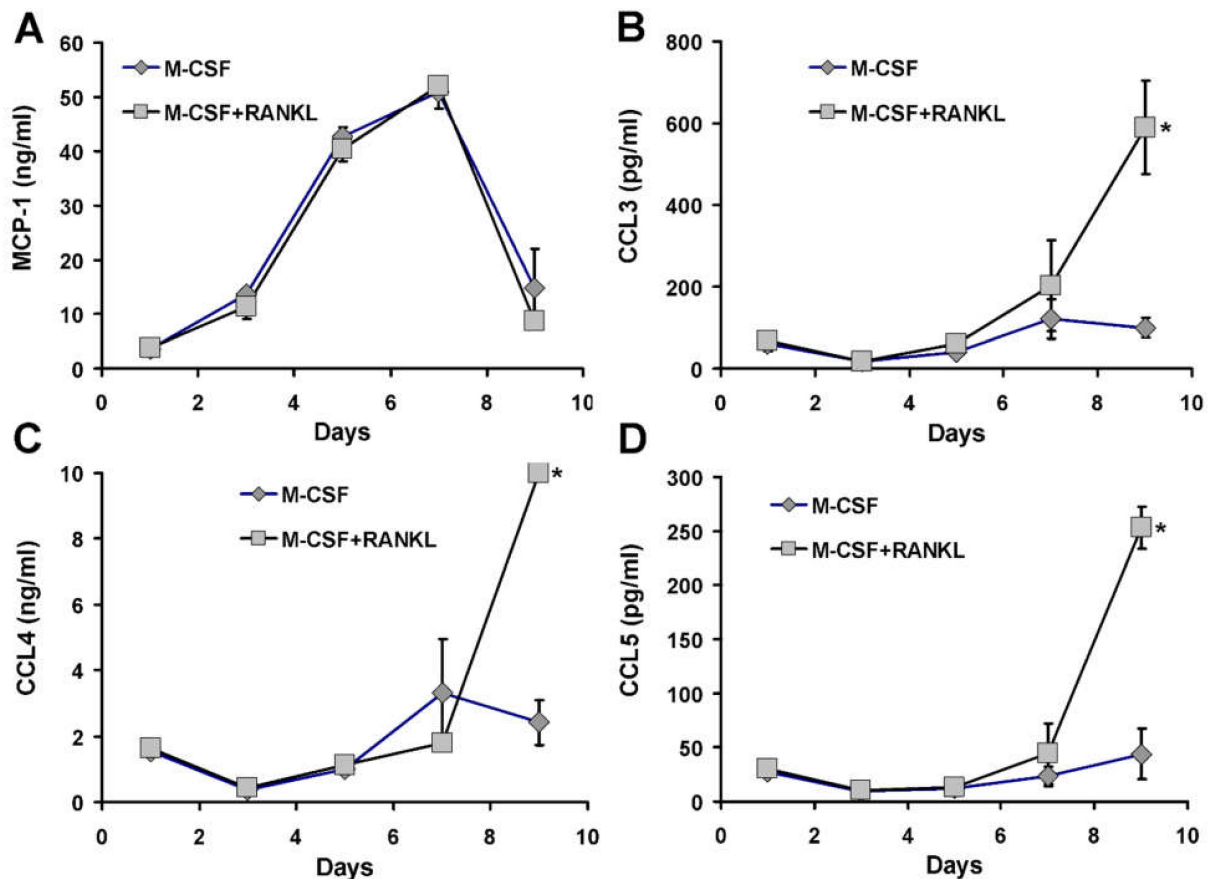 A
MCP-1 (ng/ml)
60
50
40
30
20
10
0
M-CSF
M-CSF+RANKL
0 2 4 6 8 10
Days
B
CCL3 (pg/ml)
800
600
400
200
0
M-CSF
M-CSF+RANKL
*
0 2 4 6 8 10
Days
C
CCL4 (ng/ml)
10
8
6
4
2
0
M-CSF
M-CSF+RANKL
*
0 2 4 6 8 10
Days
D
CCL5 (pg/ml)
300
250
200
150
100
50
0
M-CSF
M-CSF+RANKL
*
0 2 4 6 8 10
Days